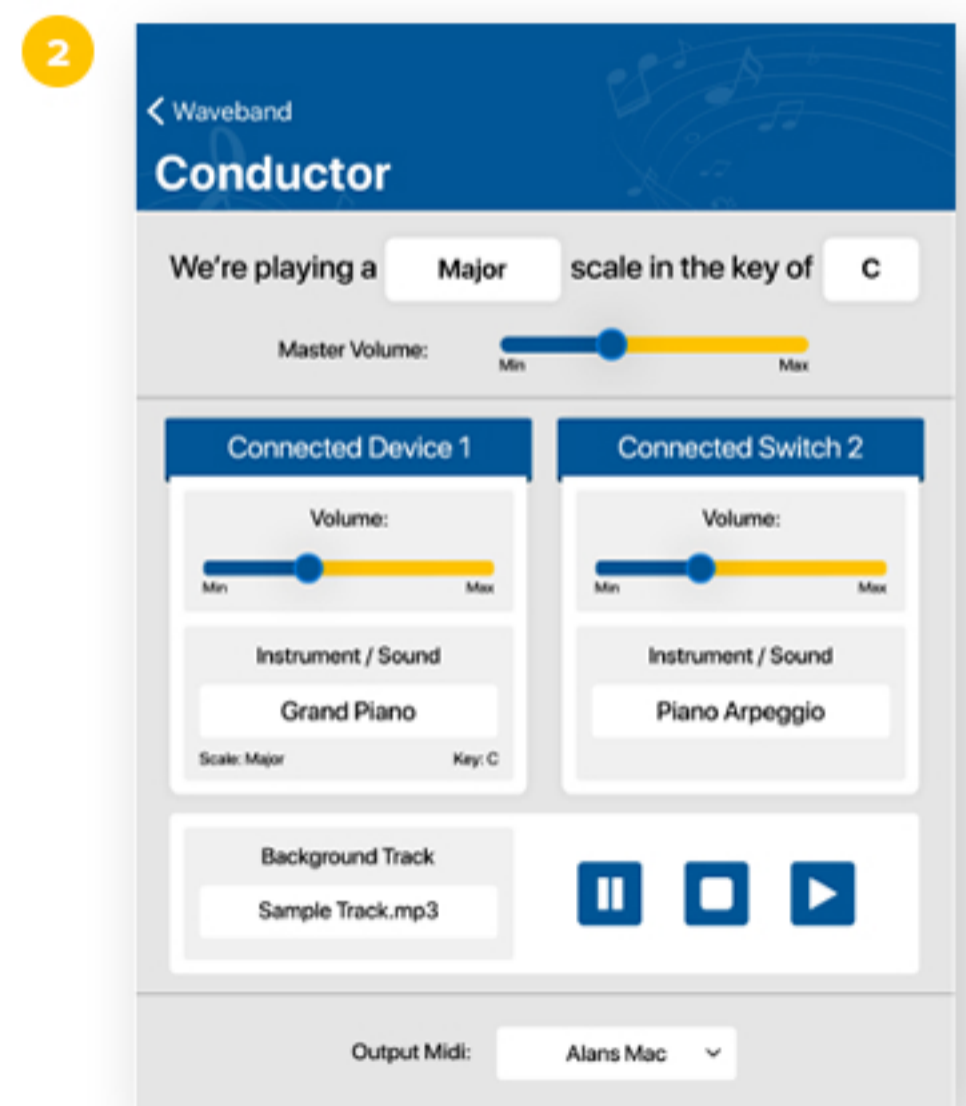 2
Waveband
Conductor
We're playing a Major scale in the key of C
Master Volume:
Min Max
Connected Device 1
Volume:
Min Max
Instrument / Sound
Grand Piano
Scale: Major Key: C
Connected Switch 2
Volume:
Min Max
Instrument / Sound
Piano Arpeggio
Background Track
Sample Track.mp3
Output Midi: Alans Mac